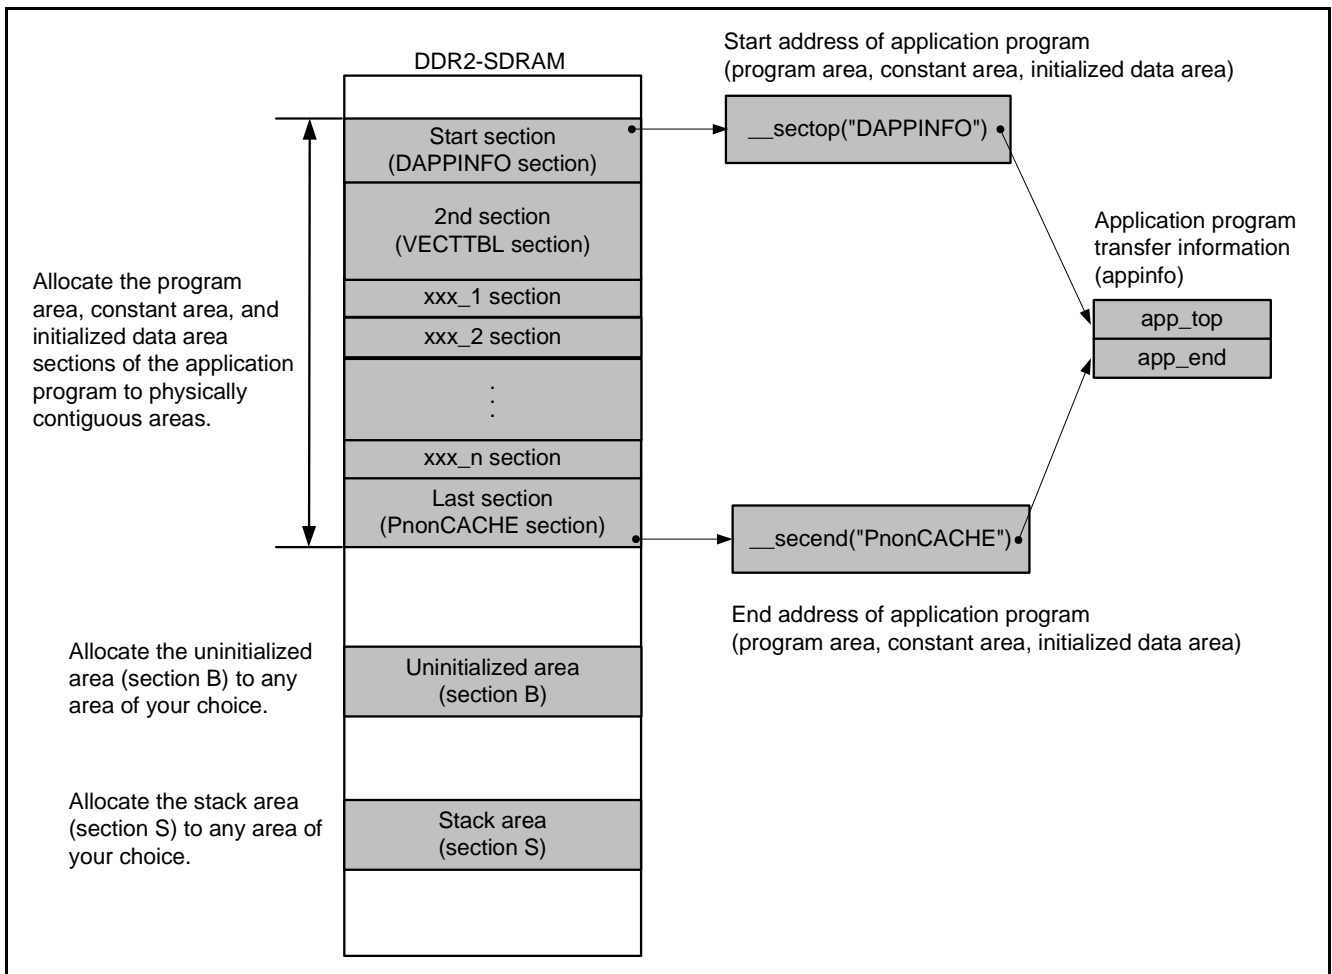 DDR2-SDRAM
Start section
(DAPPINFO section)
2nd section
(VECTTBL section)
xxx_1 section
xxx_2 section
.
.
.
xxx_n section
Last section
(PnonCACHE section)
Uninitialized area
(section B)
Stack area
(section S)
Allocate the program
area, constant area, and
initialized data area
sections of the application
program to physically
contiguous areas.
Allocate the uninitialized
area (section B) to any
area of your choice.
Allocate the stack area
(section S) to any area of
your choice.
Start address of application program
(program area, constant area, initialized data area)
__sectop("DAPPINFO")
Application program
transfer information
(appinfo)
app_top
app_end
__secend("PnonCACHE")
End address of application program
(program area, constant area, initialized data area)